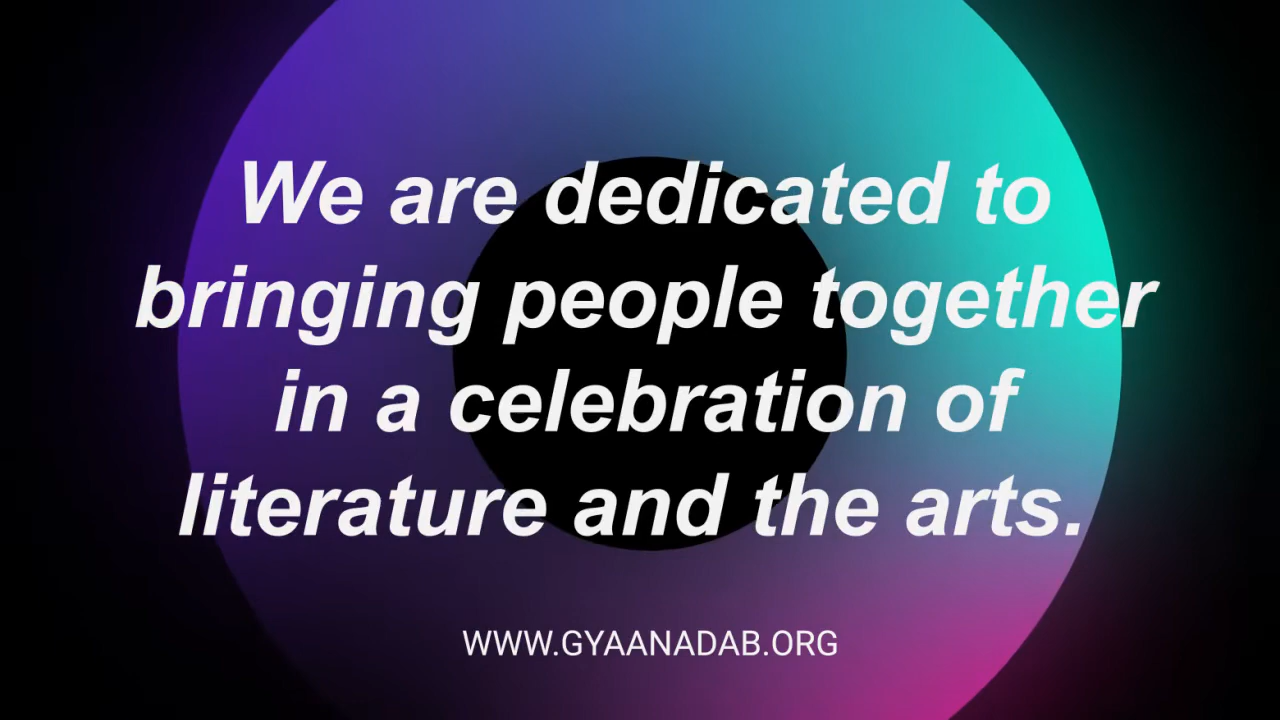 We are dedicated to
bringing people together
in a celebration of
literature and the arts.
WWW.GYAANADAB.ORG